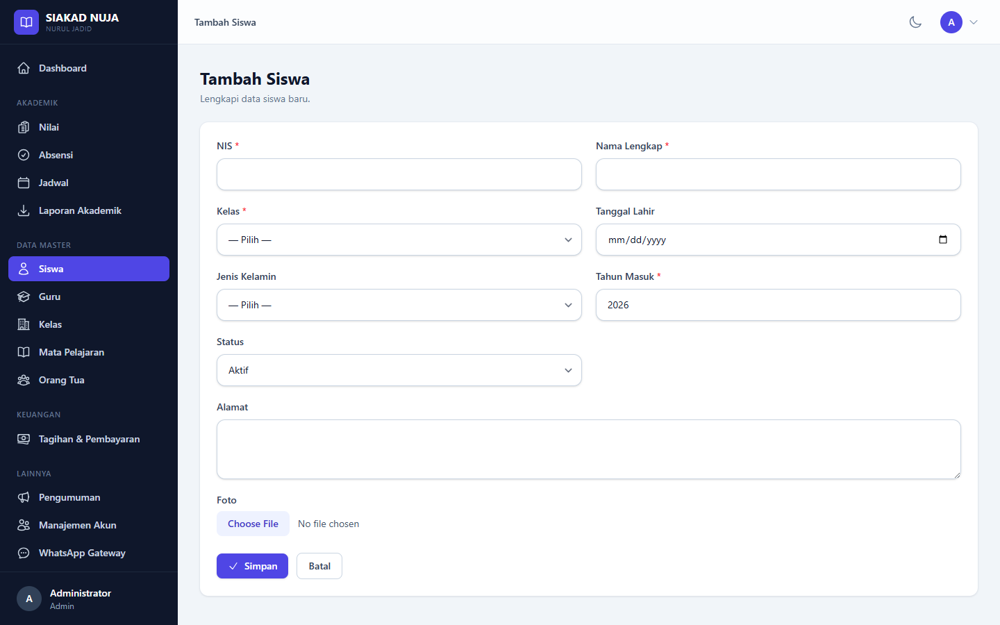 SIAKAD NUJA
NURUL JADID
Dashboard
AKADEMIK
Nilai
Absensi
Jadwal
Laporan Akademik
DATA MASTER
Siswa
Guru
Kelas
Mata Pelajaran
Orang Tua
KEUANGAN
Tagihan & Pembayaran
LAINNYA
Pengumuman
Manajemen Akun
WhatsApp Gateway
A
Administrator
Admin
Tambah Siswa
A
Tambah Siswa
Lengkapi data siswa baru.
NIS *
Nama Lengkap *
Kelas *
— Pilih —
Tanggal Lahir
mm/dd/yyyy
Jenis Kelamin
— Pilih —
Tahun Masuk *
2026
Status
Aktif
Alamat
Foto
Choose File No file chosen
Simpan
Batal